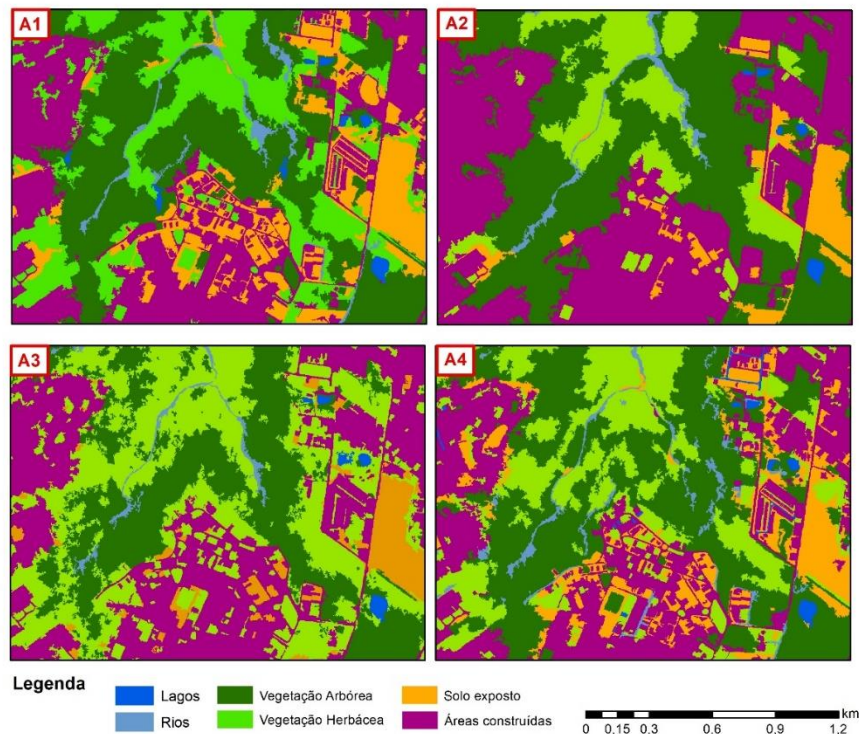 A1
A2
A3
A4
Legenda
Lagos
Vegetação Arbórea
Solo exposto
Rios
Vegetação Herbácea
Áreas construídas
km
0 0.15 0.3 0.6 0.9 1.2